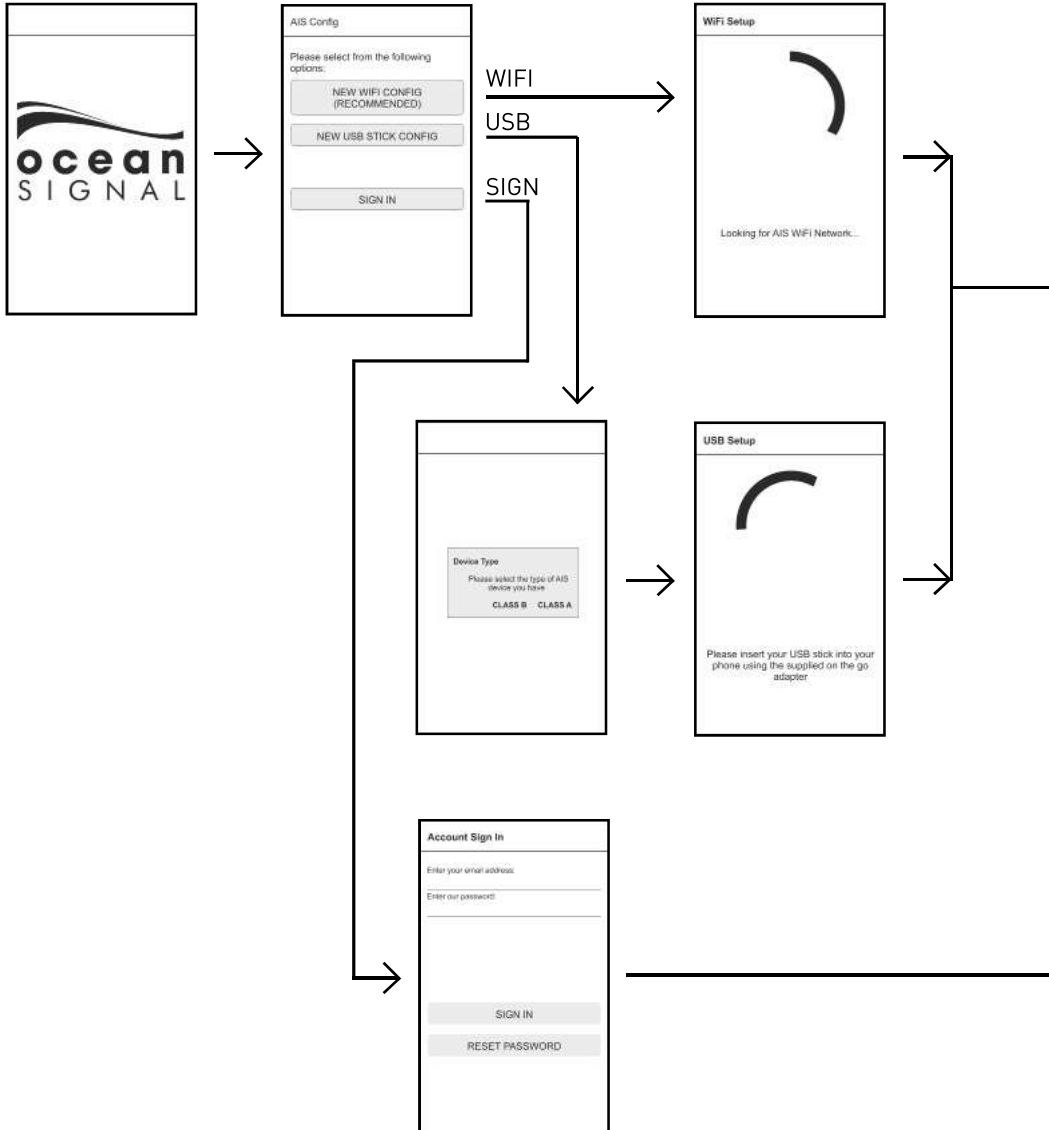 ocean
SIGNAL
AIS Config
Please select from the following
options:
NEW WIFI CONFIG
(RECOMMENDED)
NEW USB STICK CONFIG
SIGN IN
WIFI
USB
SIGN
WiFi Setup
Looking for AIS WiFi Network...
Device Type
Please select the type of AIS
device you have
CLASS B CLASS A
USB Setup
Please insert your USB stick into your
phone using the supplied on the go
adapter
Account Sign In
Enter your email address:
Enter our password:
SIGN IN
RESET PASSWORD